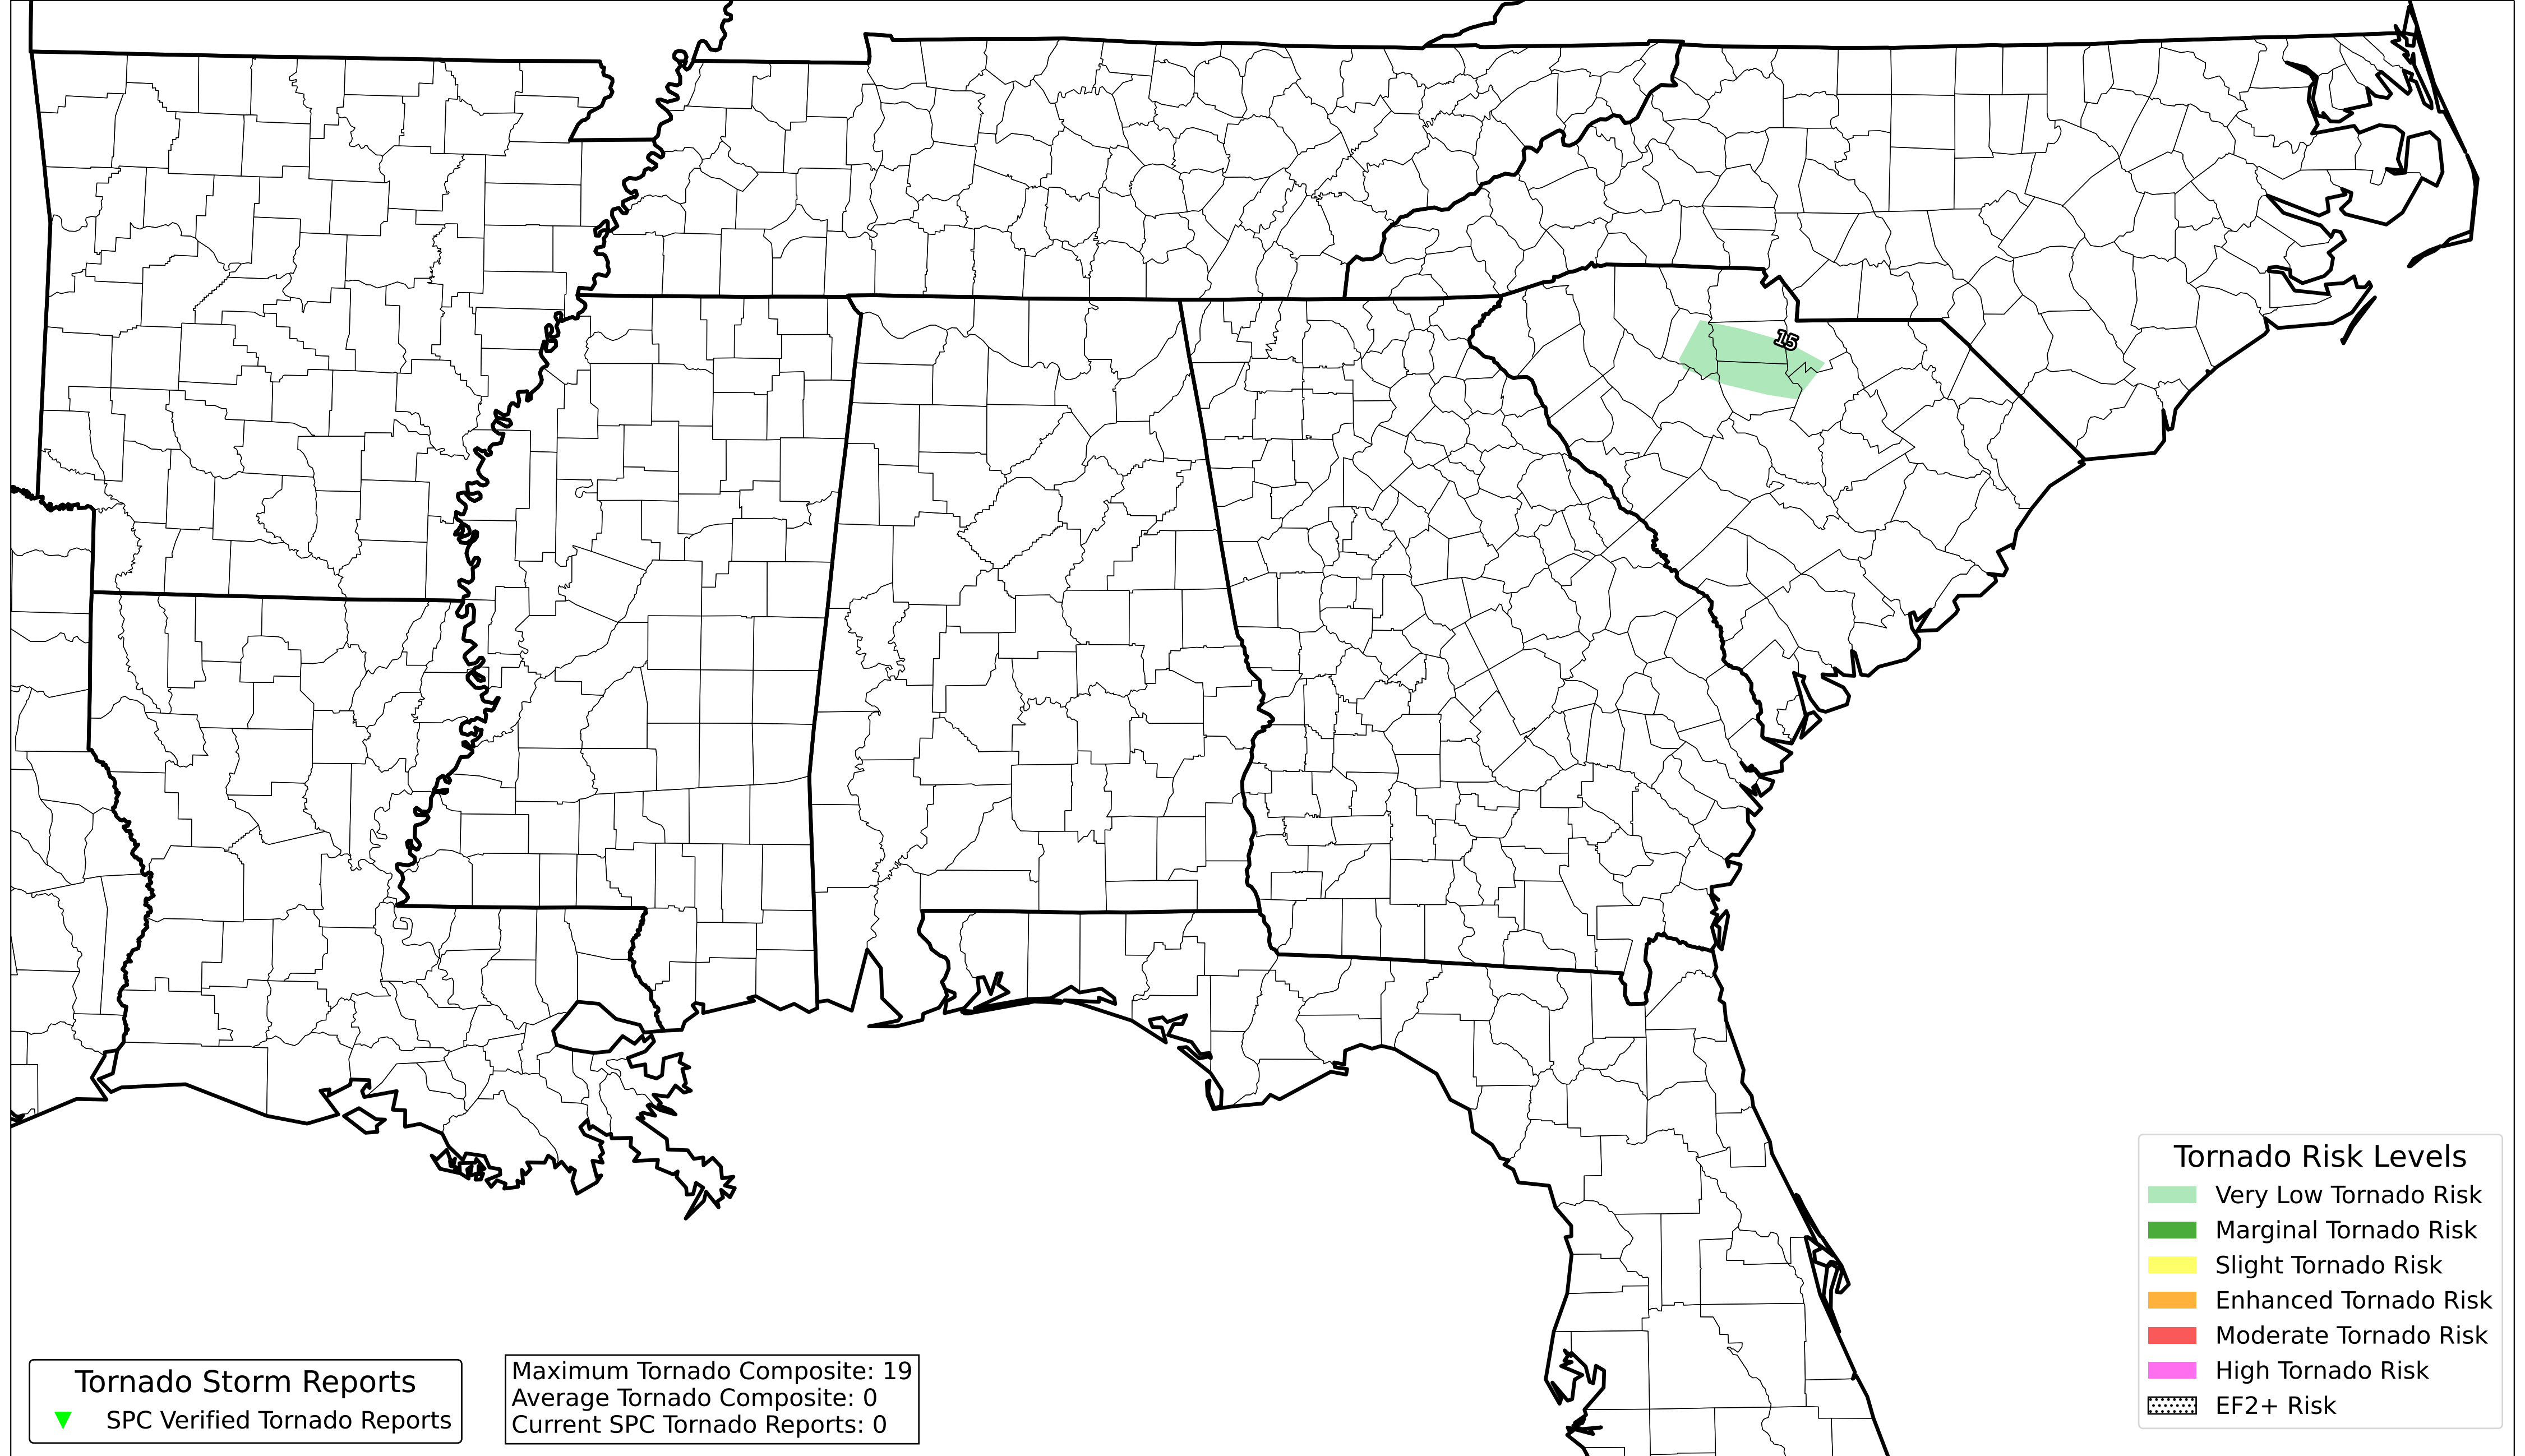 15
Tornado Risk Levels
Very Low Tornado Risk
Marginal Tornado Risk
Slight Tornado Risk
Enhanced Tornado Risk
Moderate Tornado Risk
High Tornado Risk
EF2+ Risk
Tornado Storm Reports
SPC Verified Tornado Reports
Maximum Tornado Composite: 19
Average Tornado Composite: 0
Current SPC Tornado Reports: 0